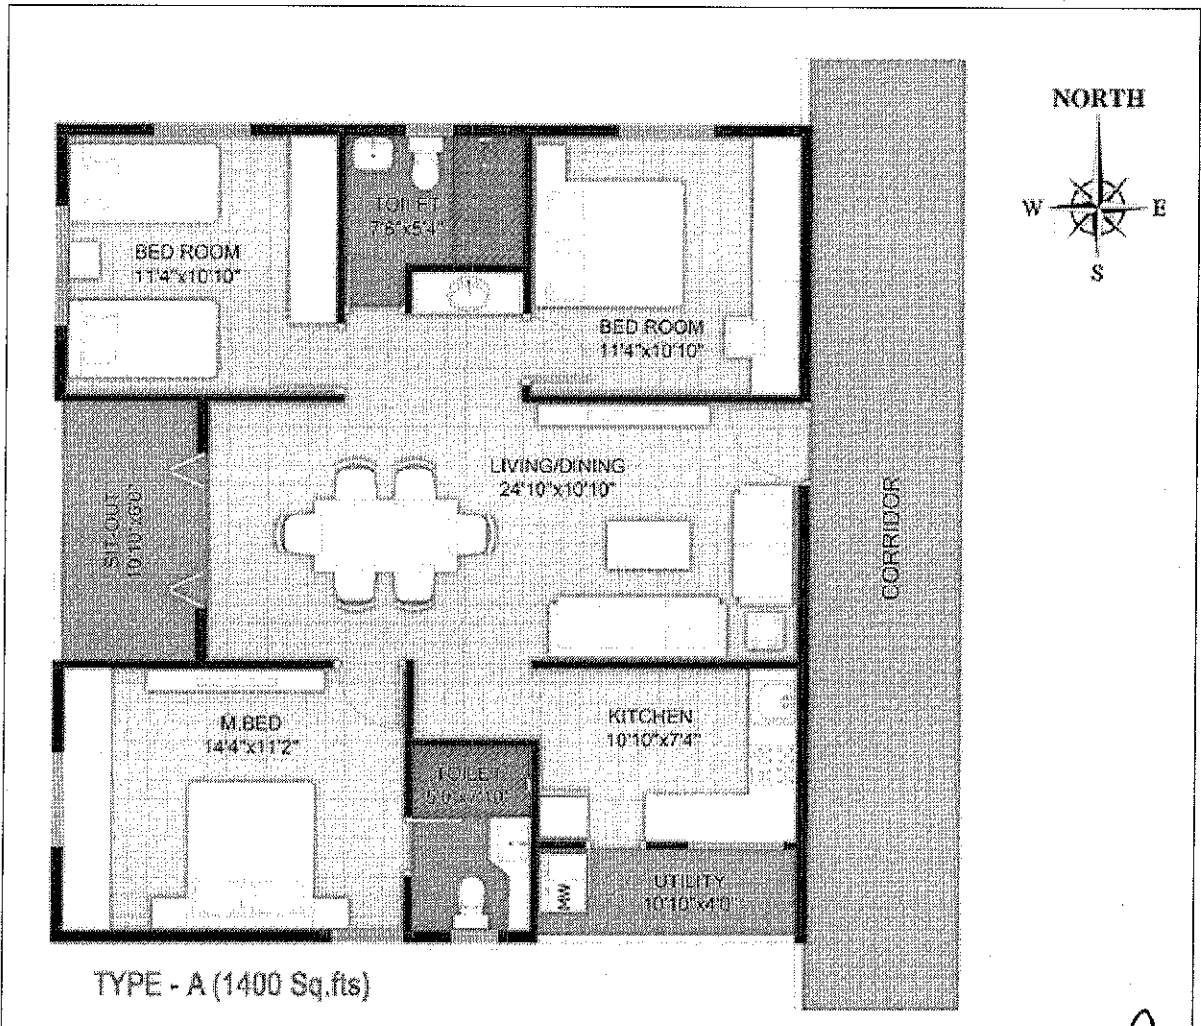 NORTH
W
E
S
TOILET
7'6"x5'4"
BED ROOM
11'4"x10'10"
BED ROOM
11'4"x10'10"
LIVING/DINING
24'10"x10'10"
SITOUT
10'10"x6'0"
CORRIDOR
M.BED
14'4"x11'2"
KITCHEN
10'10"x7'4"
TOILET
UTILITY
10'10"x4'0"
MW
TYPE - A (1400 Sq.fts)